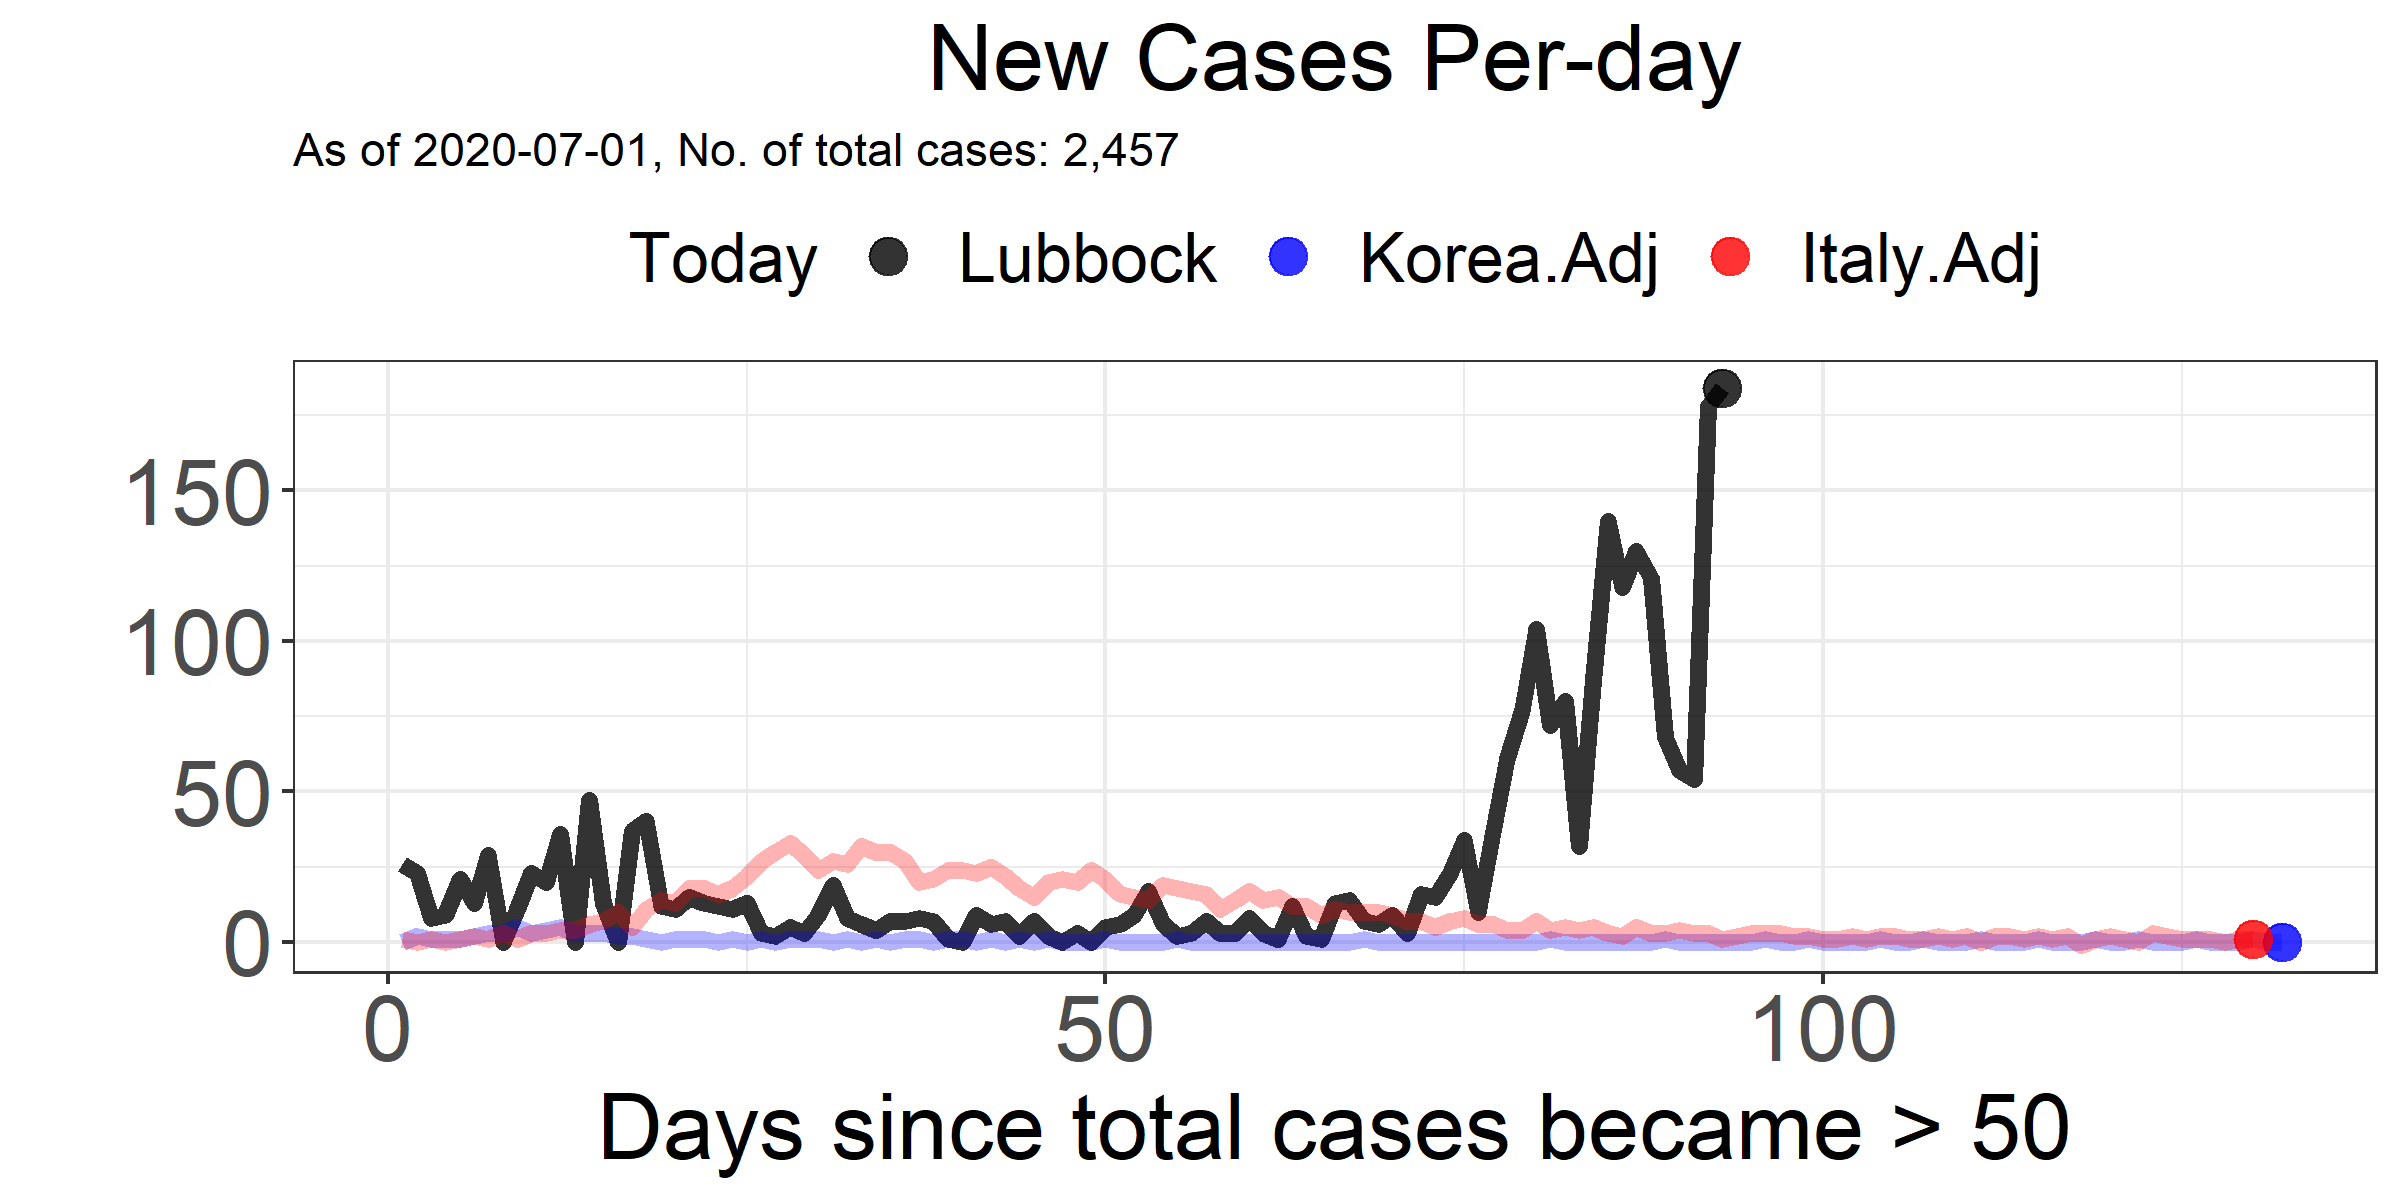 New Cases Per-day
As of 2020-07-01, No. of total cases: 2,457
Today Lubbock Korea.Adj Italy.Adj
150
100
50
0
0 50 100
Days since total cases became > 50